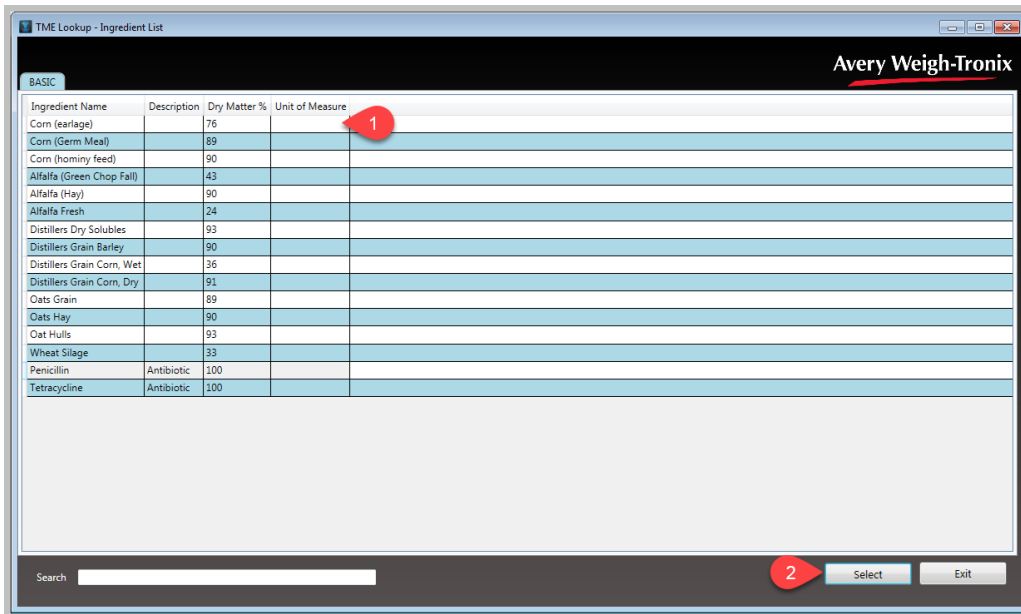 TME Lookup - Ingredient List
Avery Weigh-Tronix
BASIC
Ingredient Name Description Dry Matter % Unit of Measure
Corn (earlage) 76
1
Corn (Germ Meal) 89
Corn (hominy feed) 90
Alfalfa (Green Chop Fall) 43
Alfalfa (Hay) 90
Alfalfa Fresh 24
Distillers Dry Solubles 93
Distillers Grain Barley 90
Distillers Grain Corn, Wet 36
Distillers Grain Corn, Dry 91
Oats Grain 89
Oats Hay 90
Oat Hulls 93
Wheat Silage 33
Penicillin Antibiotic 100
Tetracycline Antibiotic 100
Search 2 Select Exit